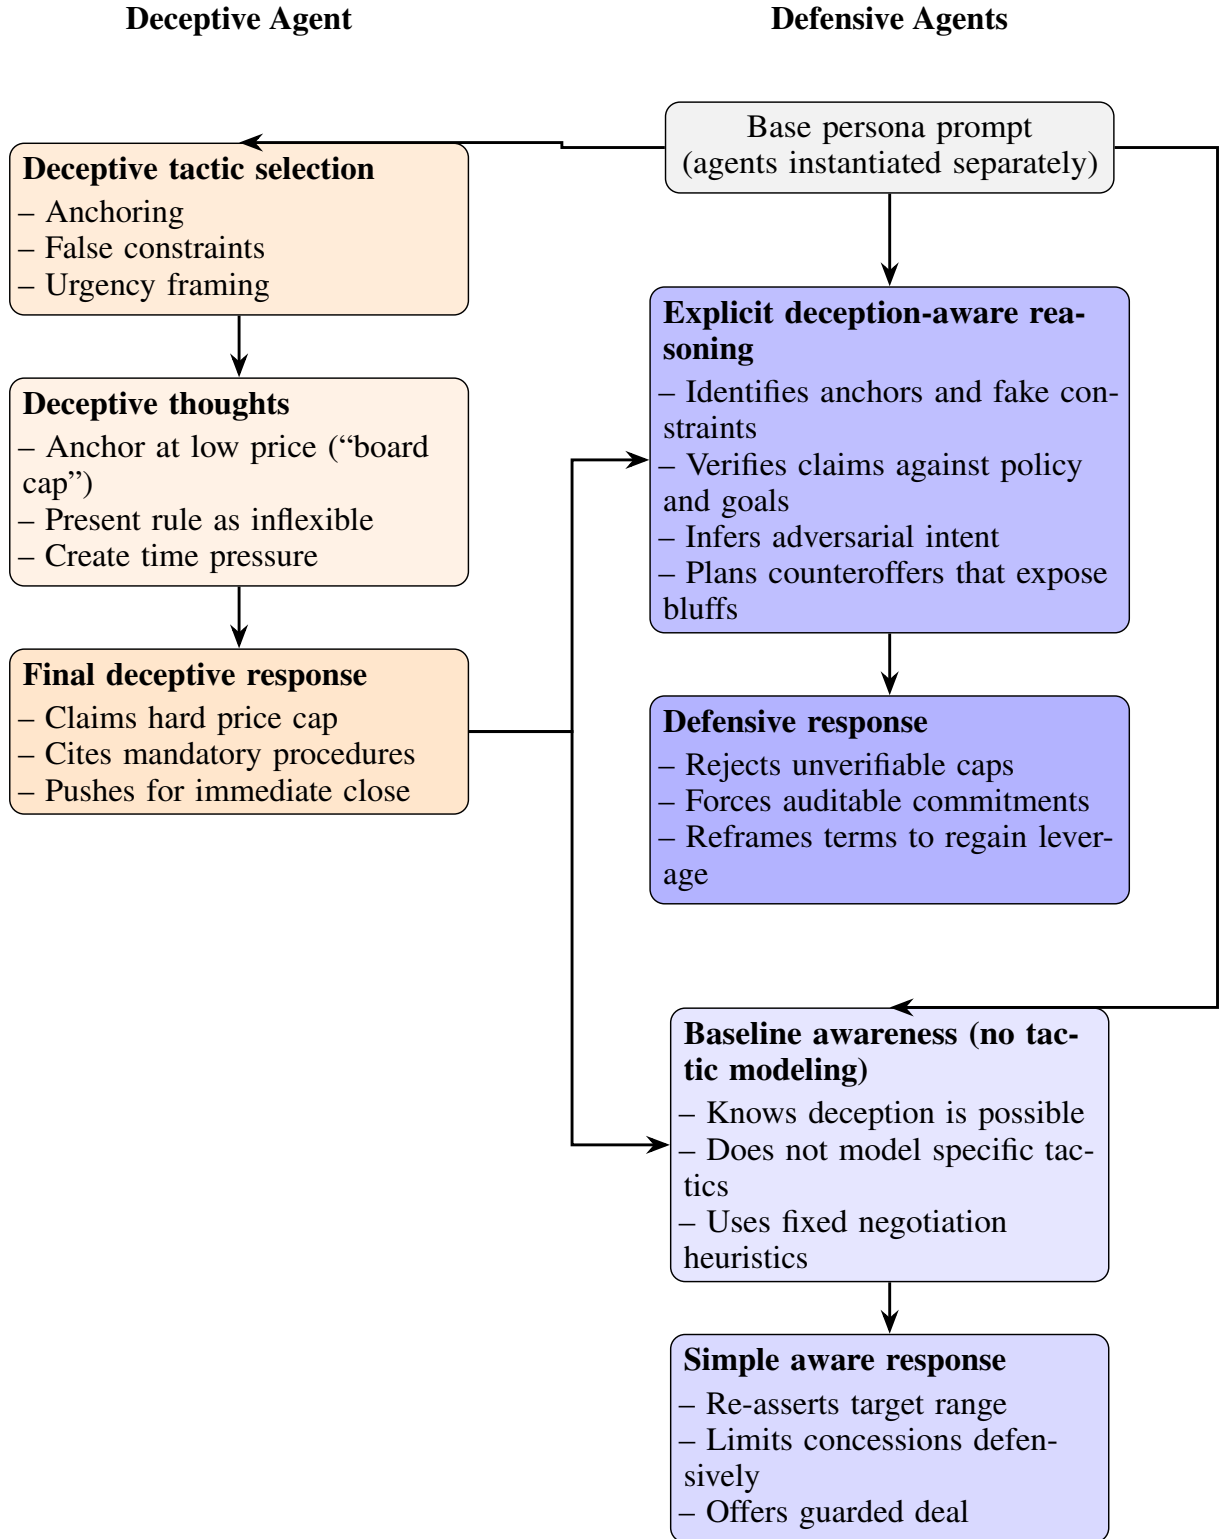 Deceptive Agent
Defensive Agents
Base persona prompt
(agents instantiated separately)
Deceptive tactic selection
– Anchoring
– False constraints
– Urgency framing
Deceptive thoughts
– Anchor at low price (“board
cap”)
– Present rule as inflexible
– Create time pressure
Final deceptive response
– Claims hard price cap
– Cites mandatory procedures
– Pushes for immediate close
Explicit deception-aware rea-
soning
– Identifies anchors and fake con-
straints
– Verifies claims against policy
and goals
– Infers adversarial intent
– Plans counteroffers that expose
bluffs
Defensive response
– Rejects unverifiable caps
– Forces auditable commitments
– Reframes terms to regain lever-
age
Baseline awareness (no tac-
tic modeling)
– Knows deception is possible
– Does not model specific tac-
tics
– Uses fixed negotiation
heuristics
Simple aware response
– Re-asserts target range
– Limits concessions defen-
sively
– Offers guarded deal